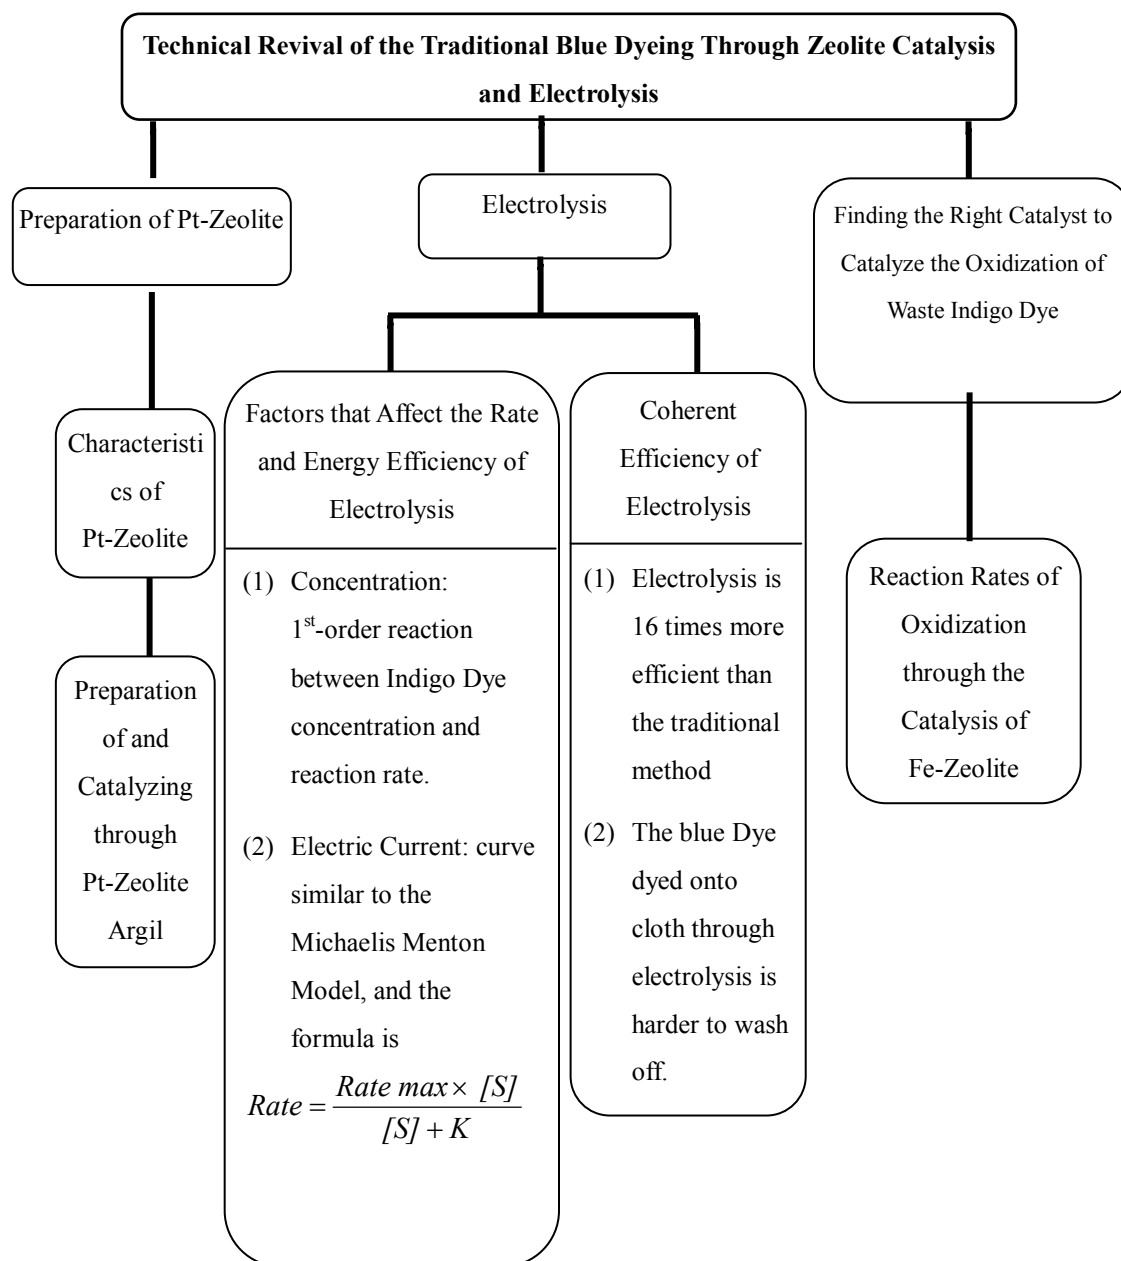 Technical Revival of the Traditional Blue Dyeing Through Zeolite Catalysis
and Electrolysis
Preparation of Pt-Zeolite
Characteristi
cs of
Pt-Zeolite
Preparation
of and
Catalyzing
through
Pt-Zeolite
Argil
Electrolysis
Factors that Affect the Rate
and Energy Efficiency of
Electrolysis
(1) Concentration:
1st-order reaction
between Indigo Dye
concentration and
reaction rate.
(2) Electric Current: curve
similar to the
Michaelis Menton
Model, and the
formula is
Rate = Rate max × [S] / [S] + K
Coherent
Efficiency of
Electrolysis
(1) Electrolysis is
16 times more
efficient than
the traditional
method
(2) The blue Dye
dyed onto
cloth through
electrolysis is
harder to wash
off.
Finding the Right Catalyst to
Catalyze the Oxidization of
Waste Indigo Dye
Reaction Rates of
Oxidization
through the
Catalysis of
Fe-Zeolite